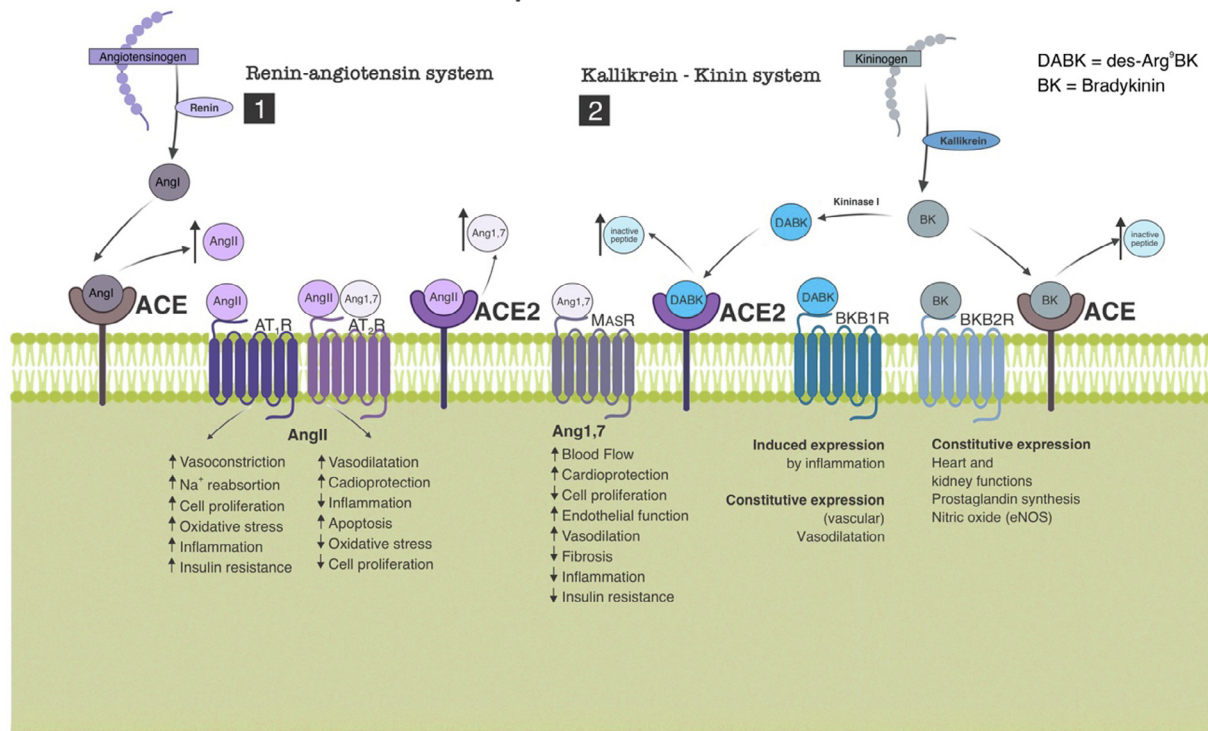 Angiotensinogen
Renin-angiotensin system
1
Renin
AngI
AngII
AngI
ACE
AngII
AT1R
AngII
Ang1,7
AT2R
Ang1,7
AngII
ACE2
Kallikrein - Kinin system
2
Kininogen
DABK = des-Arg⁹BK
BK = Bradykinin
Kallikrein
Kininase I
BK
DABK
inactive
peptide
inactive
peptide
Ang1,7
MASR
DABK
ACE2
DABK
BKB1R
BK
BKB2R
BK
ACE
AngII
↑ Vasoconstriction
↑ Na⁺ reabsortion
↑ Cell proliferation
↑ Oxidative stress
↑ Inflammation
↑ Insulin resistance
↑ Vasodilatation
↑ Cadioprotection
↓ Inflammation
↑ Apoptosis
↓ Oxidative stress
↓ Cell proliferation
Ang1,7
↑ Blood Flow
↑ Cardioprotection
↓ Cell proliferation
↑ Endothelial function
↑ Vasodilation
↓ Fibrosis
↓ Inflammation
↓ Insulin resistance
Induced expression
by inflammation
Constitutive expression
(vascular)
Vasodilatation
Constitutive expression
Heart and
kidney functions
Prostaglandin synthesis
Nitric oxide (eNOS)